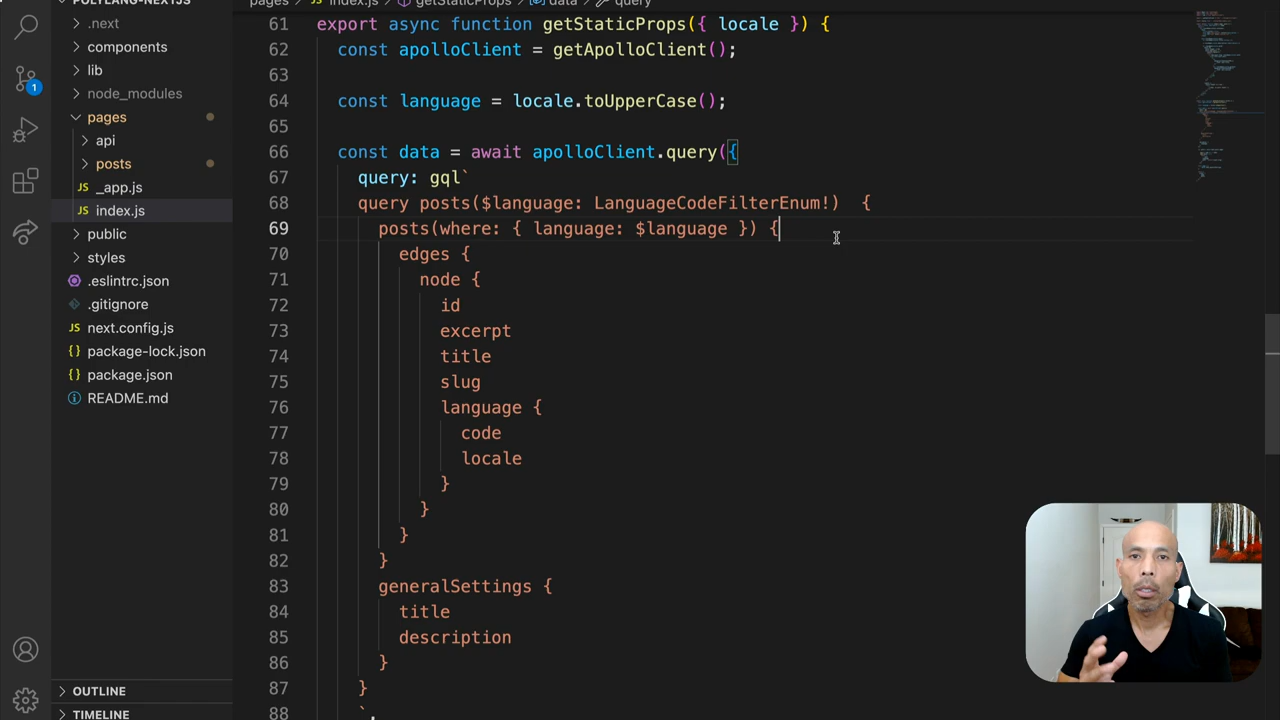 POLYLANG-NEXTJS
pages > JS index.js > getStaticProps > data > query
.next
components
lib
node_modules
pages
api
posts
JS _app.js
JS index.js
public
styles
.eslintrc.json
.gitignore
JS next.config.js
{} package-lock.json
{} package.json
README.md
OUTLINE
TIMELINE
1
61 export async function getStaticProps({ locale }) {
62 const apolloClient = getApolloClient();
63
64 const language = locale.toUpperCase();
65
66 const data = await apolloClient.query({
67 query: gql`
68 query posts($language: LanguageCodeFilterEnum!)  {
69 posts(where: { language: $language }) {
70 edges {
71 node {
72 id
73 excerpt
74 title
75 slug
76 language {
77 code
78 locale
79 }
80 }
81 }
82 }
83 generalSettings {
84 title
85 description
86 }
87 }
88 `,